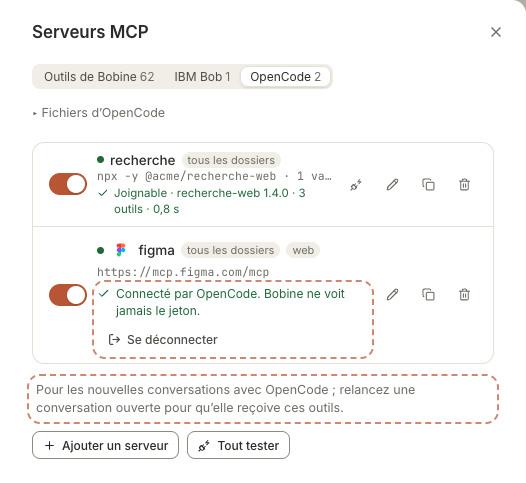 Serveurs MCP
Outils de Bobine 62 IBM Bob 1 OpenCode 2
Fichiers d’OpenCode
recherche tous les dossiers
npx -y @acme/recherche-web · 1 va…
Joignable · recherche-web 1.4.0 · 3
outils · 0,8 s
figma tous les dossiers web
https://mcp.figma.com/mcp
Connecté par OpenCode. Bobine ne voit
jamais le jeton.
Se déconnecter
Pour les nouvelles conversations avec OpenCode ; relancez une
conversation ouverte pour qu’elle reçoive ces outils.
Ajouter un serveur Tout tester